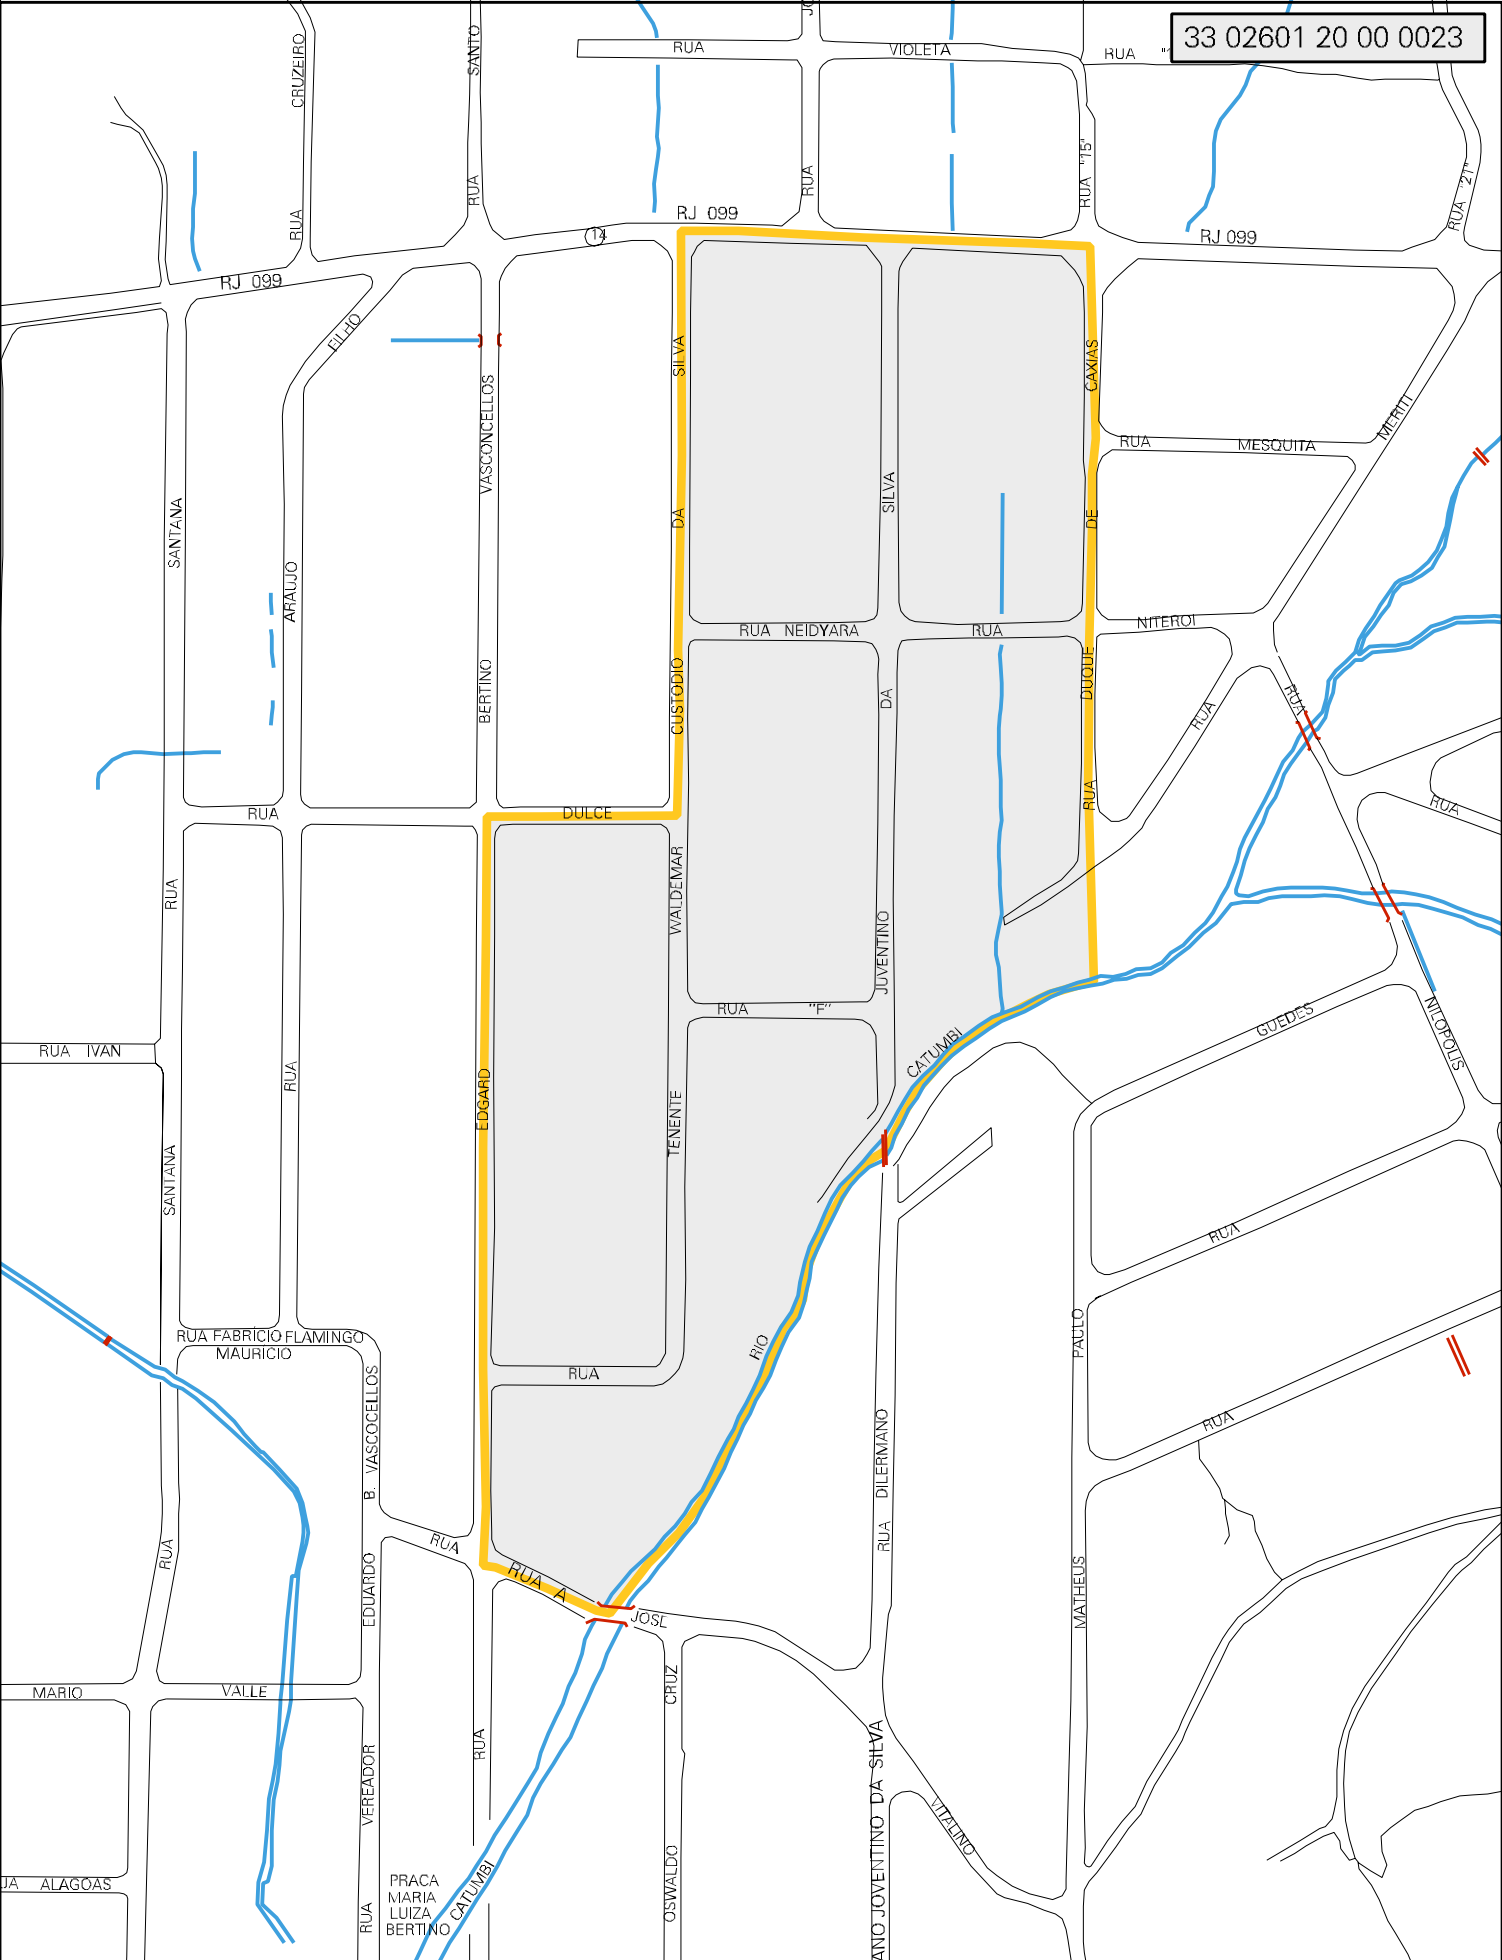 33 02601 20 00 0023
RUA
VIOLETA
RUA
CRUZEIRO
RUA
SANTO
RUA
RUA
RUA "15"
RUA "21"
RJ 099
14
RJ 099
RJ 099
FILHO
SILVA
CAXIAS
VASCONCELLOS
RUA
MESQUITA
MERITI
SANTANA
DA
SILVA
DE
ARAUJO
RUA NEIDYARA
RUA
NITEROI
BERTINO
CUSTODIO
DA
DUQUE
RUA
RUA
RUA
DULCE
RUA
RUA
RUA
WALDEMAR
JUVENTINO
RUA "F"
RUA IVAN
RUA
EDGARD
TENENTE
CATUMBI
GUEDES
NILOPOLIS
SANTANA
RUA
RUA FABRICIO FLAMINGO
MAURICIO
RUA
RIO
PAULO
B. VASCOCELLOS
DILERMANO
RUA
RUA
RUA
RUA
RUA A
EDUARDO
MATHEUS
JOSE
MARIO
VALLE
CRUZ
RUA
VEREADOR
ANO JOVENTINO DA SILVA
VITALINO
ALAGOAS
PRACA
MARIA
LUIZA
BERTINO
CATUMBI
OSWALDO
RUA